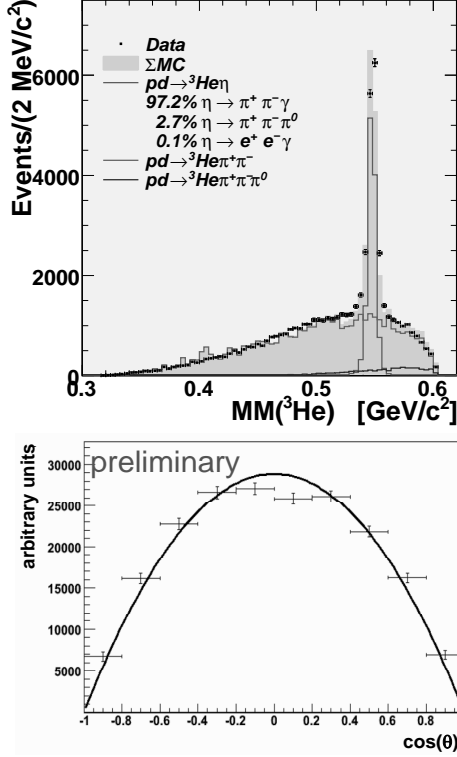 Events/(2 MeV/c²)
6000
4000
2000
0
Data
ΣMC
pd→³Heη
97.2% η→ π⁺ π⁻γ
2.7% η→ π⁺ π⁻π⁰
0.1% η→ e⁺ e⁻γ
pd→³Heπ⁺π⁻
pd→³Heπ⁺π⁻π⁰
0.3 0.4 0.5 0.6
MM(³He) [GeV/c²]
preliminary
arbitrary units
30000
25000
20000
15000
10000
5000
-1 -0.8 -0.6 -0.4 -0.2 0 0.2 0.4 0.6 0.8
cos(θ)